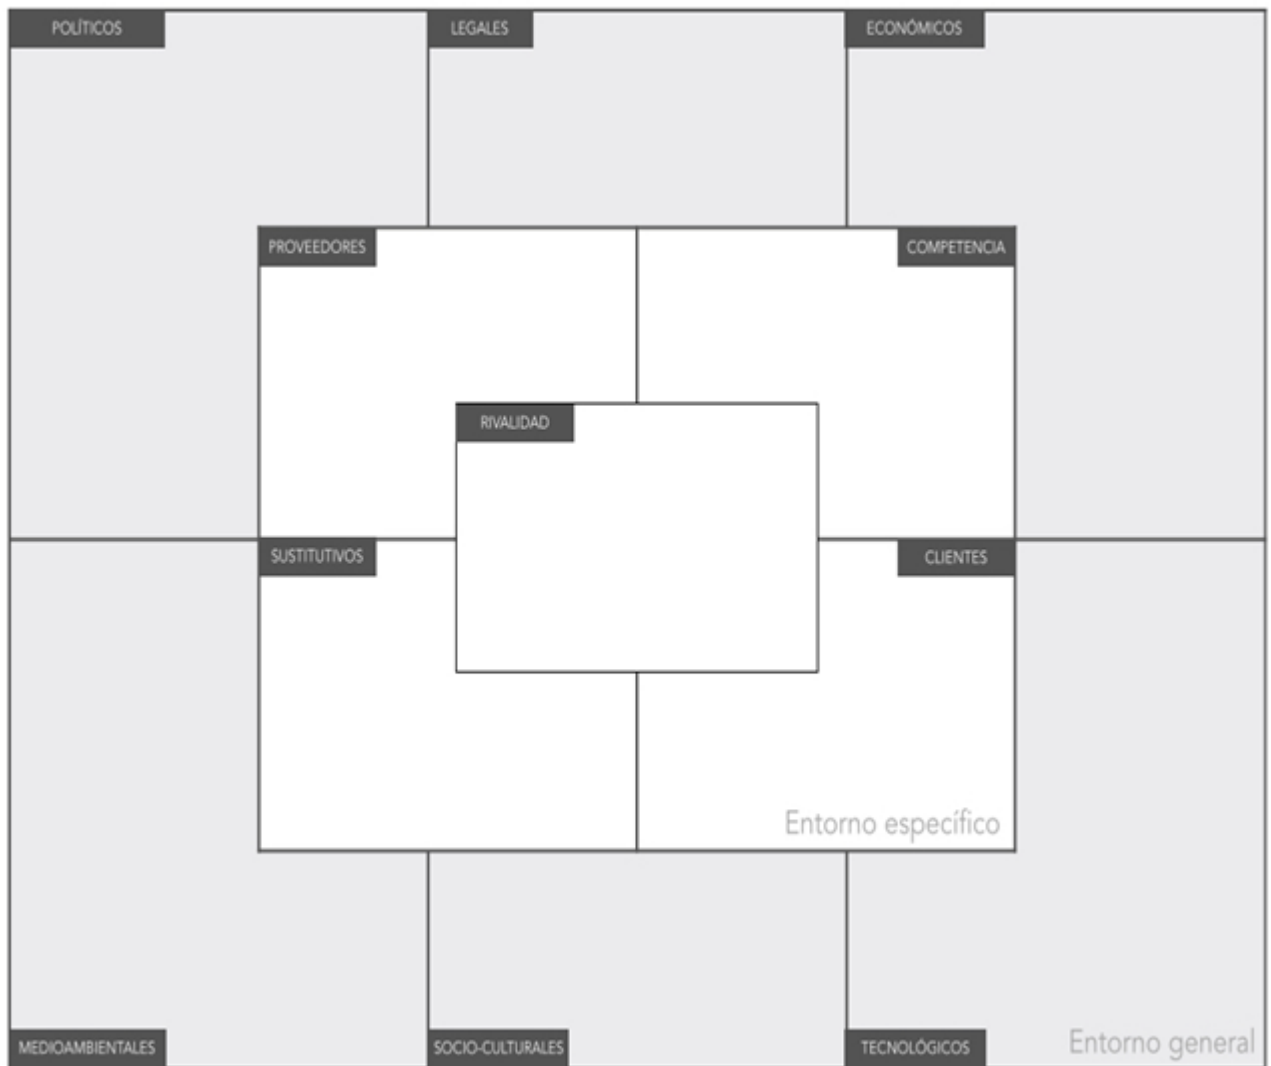 POLÍTICOS
LEGALES
ECONÓMICOS
PROVEEDORES
COMPETENCIA
RIVALIDAD
SUSTITUTIVOS
CLIENTES
Entorno específico
MEDIOAMBIENTALES
SOCIO-CULTURALES
TECNOLÓGICOS
Entorno general